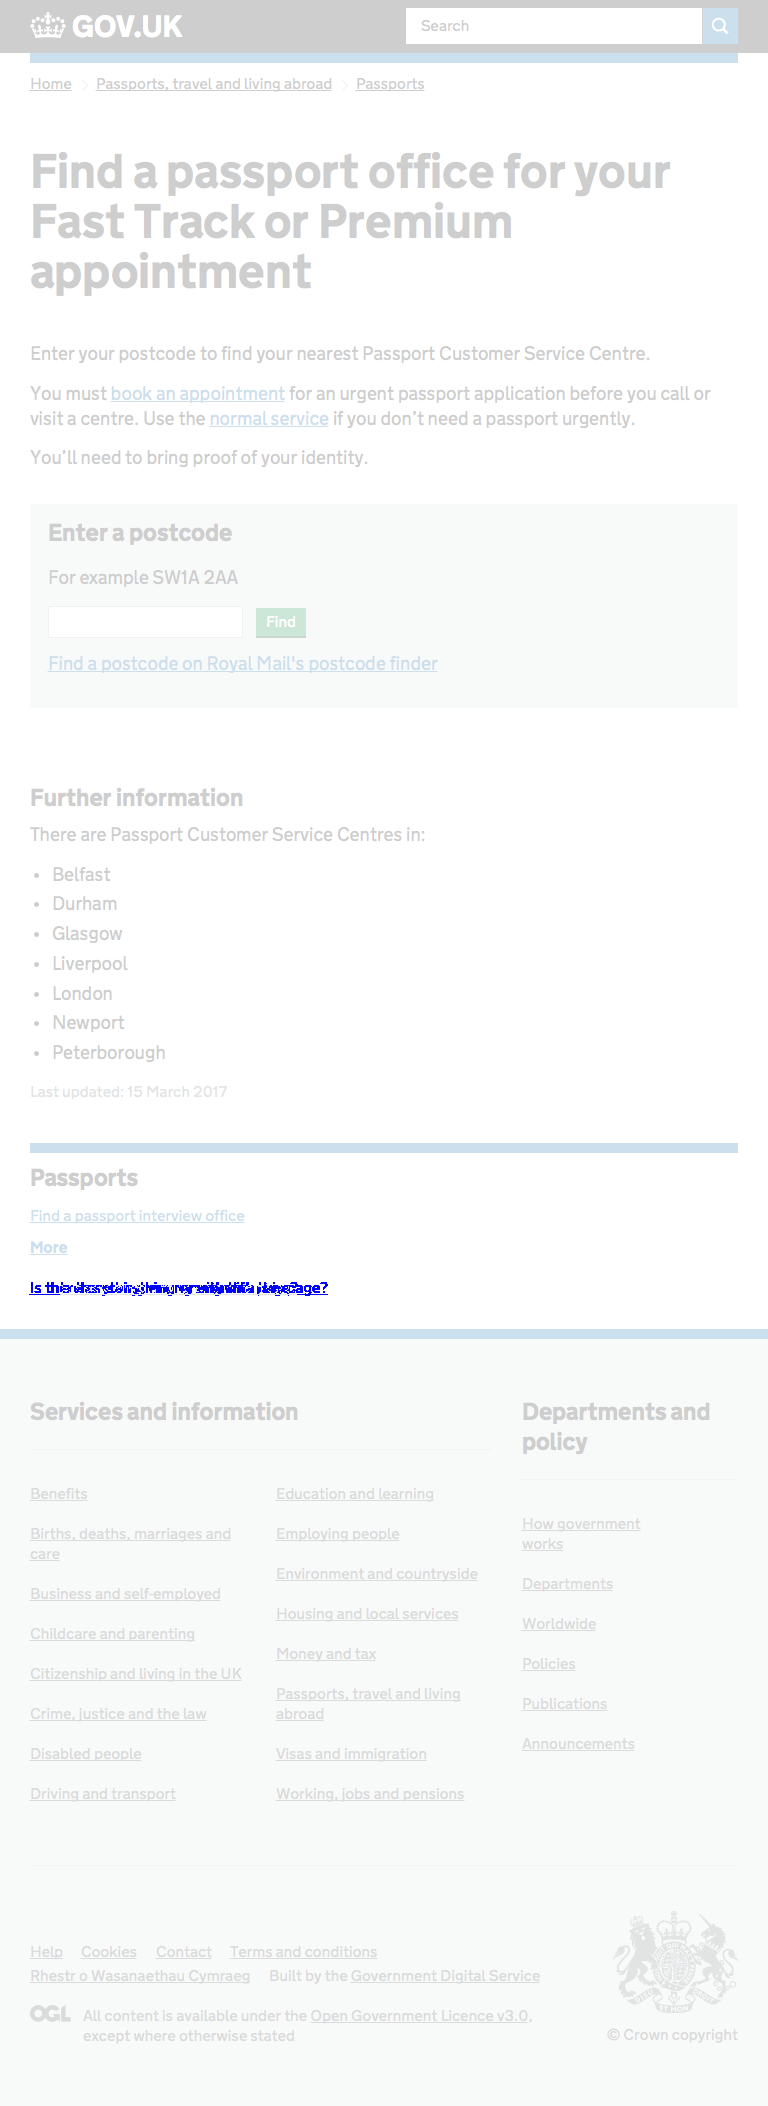 GOV.UK
Search
Home
Passports, travel and living abroad
Passports
Find a passport office for your
Fast Track or Premium
appointment
Enter your postcode to find your nearest Passport Customer Service Centre.
You must book an appointment for an urgent passport application before you call or
visit a centre. Use the normal service if you don’t need a passport urgently.
You’ll need to bring proof of your identity.
Enter a postcode
For example SW1A 2AA
Find
Find a postcode on Royal Mail's postcode finder
Further information
There are Passport Customer Service Centres in:
• Belfast
• Durham
• Glasgow
• Liverpool
• London
• Newport
• Peterborough
Last updated: 15 March 2017
Passports
Find a passport interview office
More
Services and information
Benefits
Births, deaths, marriages and
care
Business and self-employed
Childcare and parenting
Citizenship and living in the UK
Crime, justice and the law
Disabled people
Driving and transport
Education and learning
Employing people
Environment and countryside
Housing and local services
Money and tax
Passports, travel and living
abroad
Visas and immigration
Working, jobs and pensions
Departments and
policy
How government
works
Departments
Worldwide
Policies
Publications
Announcements
Help
Cookies
Contact
Terms and conditions
Rhestr o Wasanaethau Cymraeg
Built by the Government Digital Service
OGL
All content is available under the Open Government Licence v3.0,
except where otherwise stated
© Crown copyright